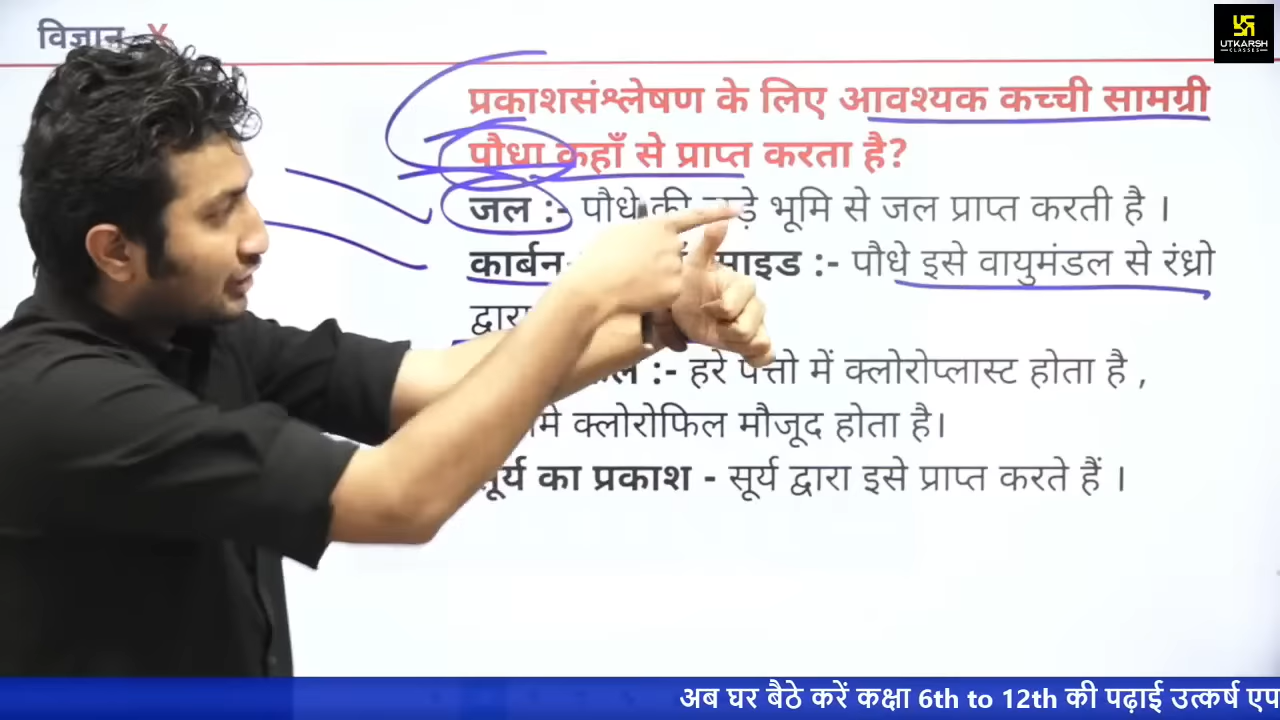 विज्ञान - X
UTKARSH
CLASSES
प्रकाशसंश्लेषण के लिए आवश्यक कच्ची सामग्री
पौधा कहाँ से प्राप्त करता है?
जल :- पौधे की भूमि से जल प्राप्त करती है ।
कार्बन :- पौधे इसे वायुमंडल से रंध्रो
द्वारा
:- हरे पत्तो में क्लोरोप्लास्ट होता है ,
क्लोरोफिल मौजूद होता है।
सूर्य का प्रकाश - सूर्य द्वारा इसे प्राप्त करते हैं ।
अब घर बैठे करें कक्षा 6th to 12th की पढ़ाई उत्कर्ष एप